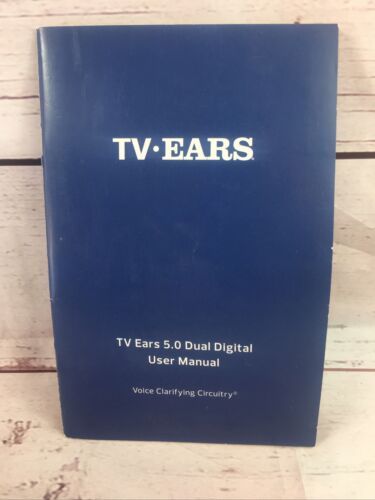 TV·EARS
TV Ears 5.0 Dual Digital
User Manual
Voice Clarifying Circuitry®